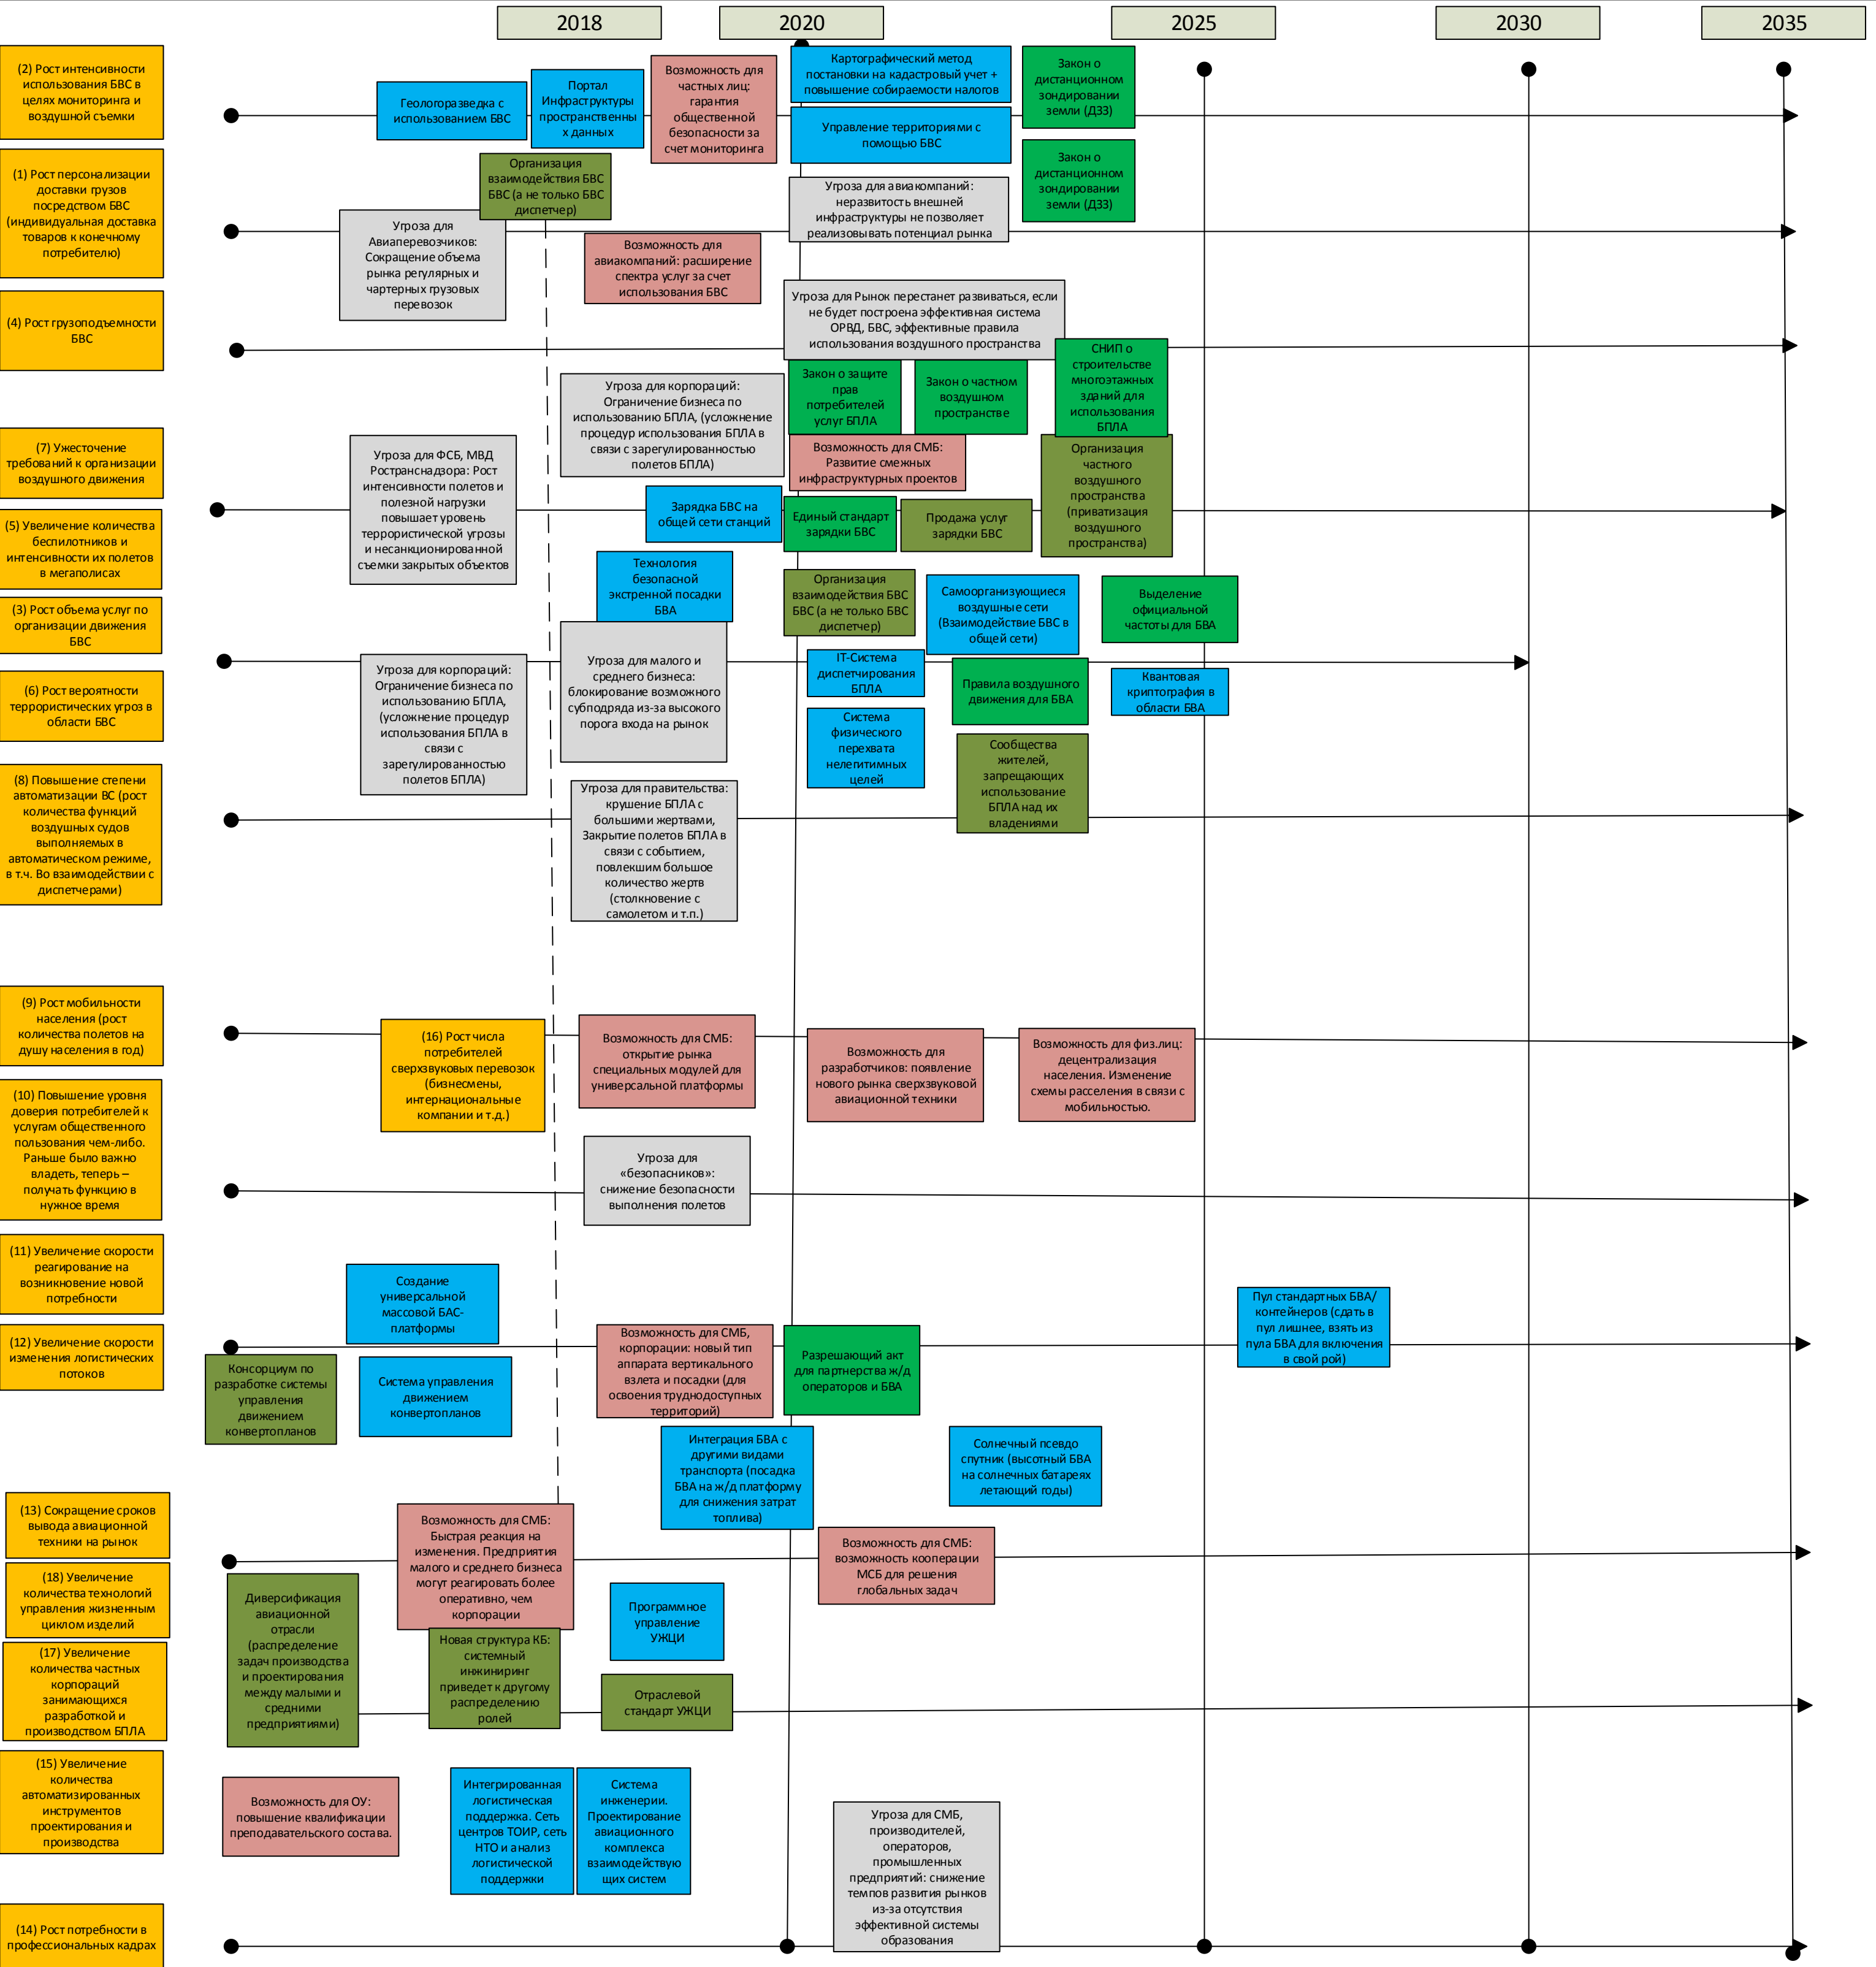 2018
2020
2025
2030
2035
(2) Рост интенсивности
использования БВС в
целях мониторинга и
воздушной съемки
Геологоразведка с
использованием БВС
Портал
Инфраструктуры
пространственны
х данных
Возможность для
частных лиц:
гарантия
общественной
безопасности за
счет мониторинга
Картографический метод
постановки на кадастровый учет +
повышение собираемости налогов
Управление территориями с
помощью БВС
Закон о
дистанционном
зондировании
земли (ДЗЗ)
(1) Рост персонализации
доставки грузов
посредством БВС
(индивидуальная доставка
товаров к конечному
потребителю)
Организация
взаимодействия БВС
БВС (а не только БВС
диспетчер)
Угроза для
Авиаперевозчиков:
Сокращение объема
рынка регулярных и
чартерных грузовых
перевозок
Возможность для
авиакомпаний: расширение
спектра услуг за счет
использования БВС
Угроза для авиакомпаний:
неразвитость внешней
инфраструктуры не позволяет
реализовывать потенциал рынка
Закон о
дистанционном
зондировании
земли (ДЗЗ)
(4) Рост грузоподъемности
БВС
Угроза для Рынок перестанет развиваться, если
не будет построена эффективная система
ОРВД, БВС, эффективные правила
использования воздушного пространства
СНИП о
строительстве
многоэтажных
зданий для
использования
БПЛА
Угроза для корпораций:
Ограничение бизнеса по
использованию БПЛА, (усложнение
процедур использования БПЛА в
связи с зарегулированностью
полетов БПЛА)
Закон о защите
прав
потребителей
услуг БПЛА
Закон о частном
воздушном
пространстве
(7) Ужесточение
требований к организации
воздушного движения
Угроза для ФСБ, МВД
Ространснадзора: Рост
интенсивности полетов и
полезной нагрузки
повышает уровень
террористической угрозы
и несанкционированной
съемки закрытых объектов
Возможность для СМБ:
Развитие смежных
инфраструктурных проектов
Организация
частного
воздушного
пространства
(приватизация
воздушного
пространства)
Зарядка БВС на
общей сети станций
Единый стандарт
зарядки БВС
Продажа услуг
зарядки БВС
(5) Увеличение количества
беспилотников и
интенсивности их полетов
в мегаполисах
Технология
безопасной
экстренной посадки
БВА
Организация
взаимодействия БВС
БВС (а не только БВС
диспетчер)
Самоорганизующиеся
воздушные сети
(Взаимодействие БВС в
общей сети)
Выделение
официальной
частоты для БВА
(3) Рост объема услуг по
организации движения
БВС
Угроза для корпораций:
Ограничение бизнеса по
использованию БПЛА,
(усложнение процедур
использования БПЛА в
связи с
зарегулированностью
полетов БПЛА)
Угроза для малого и
среднего бизнеса:
блокирование возможного
субподряда из-за высокого
порога входа на рынок
IT-Система
диспетчирования
БПЛА
Правила воздушного
движения для БВА
Квантовая
криптография в
области БВА
(6) Рост вероятности
террористических угроз в
области БВС
Система
физического
перехвата
нелегитимных
целей
Сообщества
жителей,
запрещающих
использование
БПЛА над их
владениями
(8) Повышение степени
автоматизации ВС (рост
количества функций
воздушных судов
выполняемых в
автоматическом режиме,
в т.ч. Во взаимодействии с
диспетчерами)
Угроза для правительства:
крушение БПЛА с
большими жертвами,
Закрытие полетов БПЛА в
связи с событием,
повлекшим большое
количество жертв
(столкновение с
самолетом и т.п.)
(9) Рост мобильности
населения (рост
количества полетов на
душу населения в год)
(16) Рост числа
потребителей
сверхзвуковых перевозок
(бизнесмены,
интернациональные
компании и т.д.)
Возможность для СМБ:
открытие рынка
специальных модулей для
универсальной платформы
Возможность для
разработчиков: появление
нового рынка сверхзвуковой
авиационной техники
Возможность для физ.лиц:
децентрализация
населения. Изменение
схемы расселения в связи с
мобильностью.
(10) Повышение уровня
доверия потребителей к
услугам общественного
пользования чем-либо.
Раньше было важно
владеть, теперь –
получать функцию в
нужное время
Угроза для
«безопасников»:
снижение безопасности
выполнения полетов
(11) Увеличение скорости
реагирование на
возникновение новой
потребности
Создание
универсальной
массовой БАС-
платформы
Пул стандартных БВА/
контейнеров (сдать в
пул лишнее, взять из
пула БВА для включения
в свой рой)
(12) Увеличение скорости
изменения логистических
потоков
Консорциум по
разработке системы
управления
движением
конвертопланов
Система управления
движением
конвертопланов
Возможность для СМБ,
корпорации: новый тип
аппарата вертикального
взлета и посадки (для
освоения труднодоступных
территорий)
Разрешающий акт
для партнерства ж/д
операторов и БВА
Интеграция БВА с
другими видами
транспорта (посадка
БВА на ж/д платформу
для снижения затрат
топлива)
Солнечный псевдо
спутник (высотный БВА
на солнечных батареях
летающий годы)
(13) Сокращение сроков
вывода авиационной
техники на рынок
Возможность для СМБ:
Быстрая реакция на
изменения. Предприятия
малого и среднего бизнеса
могут реагировать более
оперативно, чем
корпорации
Возможность для СМБ:
возможность кооперации
МСБ для решения
глобальных задач
(18) Увеличение
количества технологий
управления жизненным
циклом изделий
Диверсификация
авиационной
отрасли
(распределение
задач производства
и проектирования
между малыми и
средними
предприятиями)
Программное
управление
УЖЦИ
(17) Увеличение
количества частных
корпораций
занимающихся
разработкой и
производством БПЛА
Новая структура КБ:
системный
инжиниринг
приведет к другому
распределению
ролей
Отраслевой
стандарт УЖЦИ
(15) Увеличение
количества
автоматизированных
инструментов
проектирования и
производства
Возможность для ОУ:
повышение квалификации
преподавательского состава.
Интегрированная
логистическая
поддержка. Сеть
центров ТОИР, сеть
НТО и анализ
логистической
поддержки
Система
инженерии.
Проектирование
авиационного
комплекса
взаимодействую
щих систем
Угроза для СМБ,
производителей,
операторов,
промышленных
предприятий: снижение
темпов развития рынков
из-за отсутствия
эффективной системы
образования
(14) Рост потребности в
профессиональных кадрах